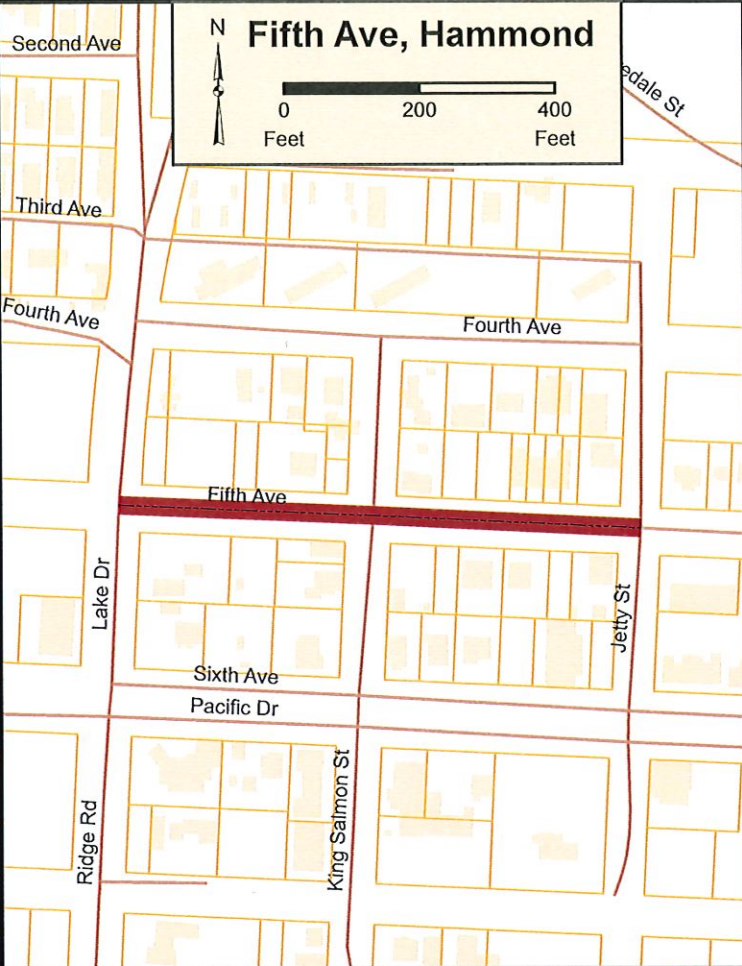 N
Fifth Ave, Hammond
0 200 400
Feet Feet
Second Ave
Third Ave
Fourth Ave
Fourth Ave
Fifth Ave
Lake Dr
Jetty St
Sixth Ave
Pacific Dr
King Salmon St
Ridge Rd
edale St